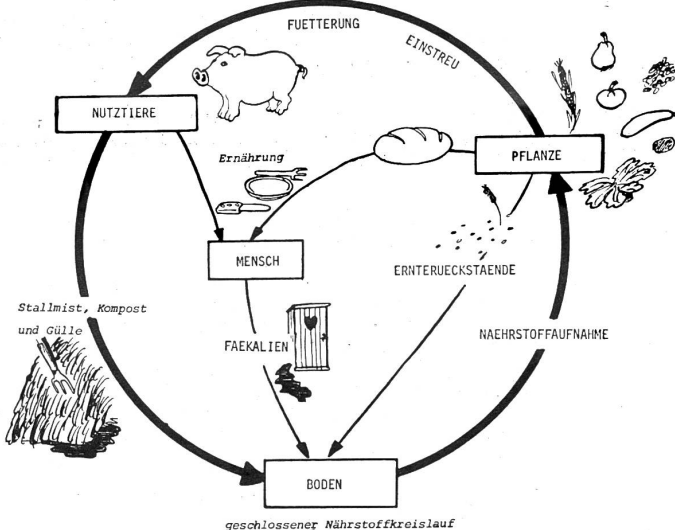 FUETTERUNG
EINSTREU
NUTZTIERE
PFLANZE
Ernährung
MENSCH
ERNTERUECKSTAENDE
Stallmist, Kompost
und Gülle
NAEHRSTOFFAUFNAHME
FAEKALIEN
BODEN
geschlossener Nährstoffkreislauf